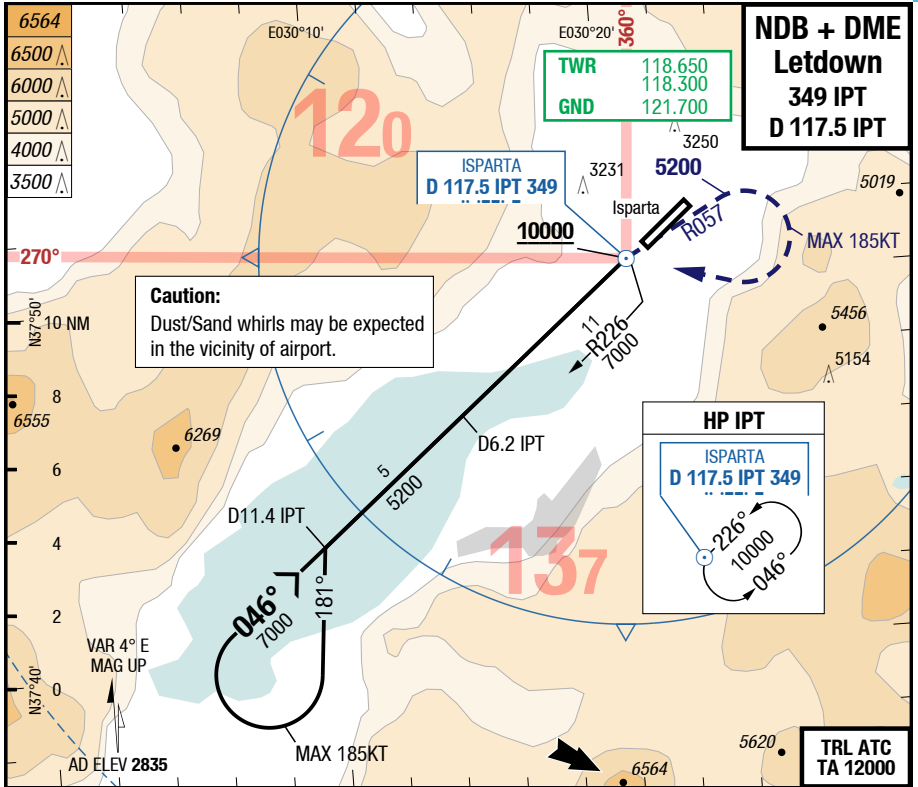 6564
6500
6000
5000
4000
3500
E030°10'
E030°20'
360°
NDB + DME
Letdown
349 IPT
D 117.5 IPT
TWR 118.650
118.300
GND 121.700
120
3250
3231
5200
5019
ISPARTA
D 117.5 IPT 349
Isparta
R057
MAX 185KT
10000
270°
Caution:
Dust/Sand whirls may be expected
in the vicinity of airport.
N37°50'
10 NM
11
R226
7000
5456
5154
8
6555
6269
6
D6.2 IPT
HP IPT
ISPARTA
D 117.5 IPT 349
226°
10000
046°
5
5200
D11.4 IPT
137
4
046°
7000
181°
2
VAR 4° E
MAG UP
N37°40'
0
MAX 185KT
AD ELEV 2835
6564
5620
TRL ATC
TA 12000